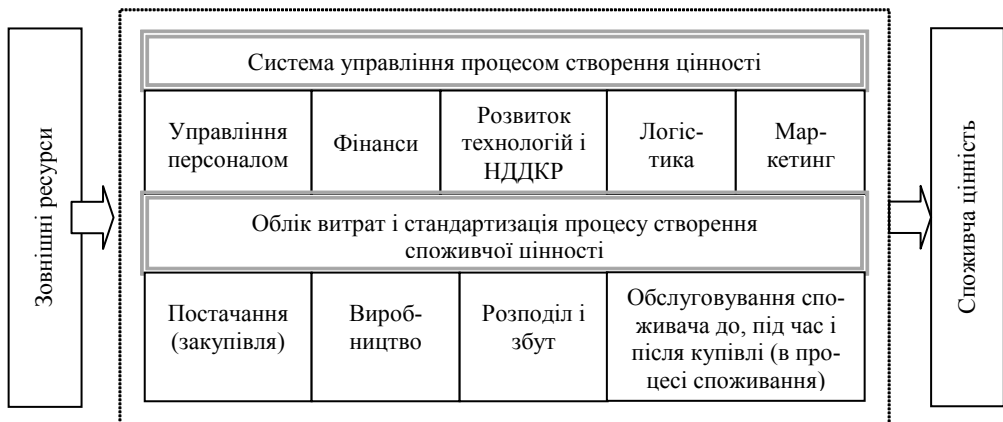 Зовнішні ресурси
Система управління процесом створення цінності
Управління
персоналом
Фінанси
Розвиток
технологій і
НДДКР
Логіс-
тика
Мар-
кетинг
Облік витрат і стандартизація процесу створення
споживчої цінності
Постачання
(закупівля)
Вироб-
ництво
Розподіл і
збут
Обслуговування спо-
живача до, під час і
після купівлі (в про-
цесі споживання)
Споживча цінність